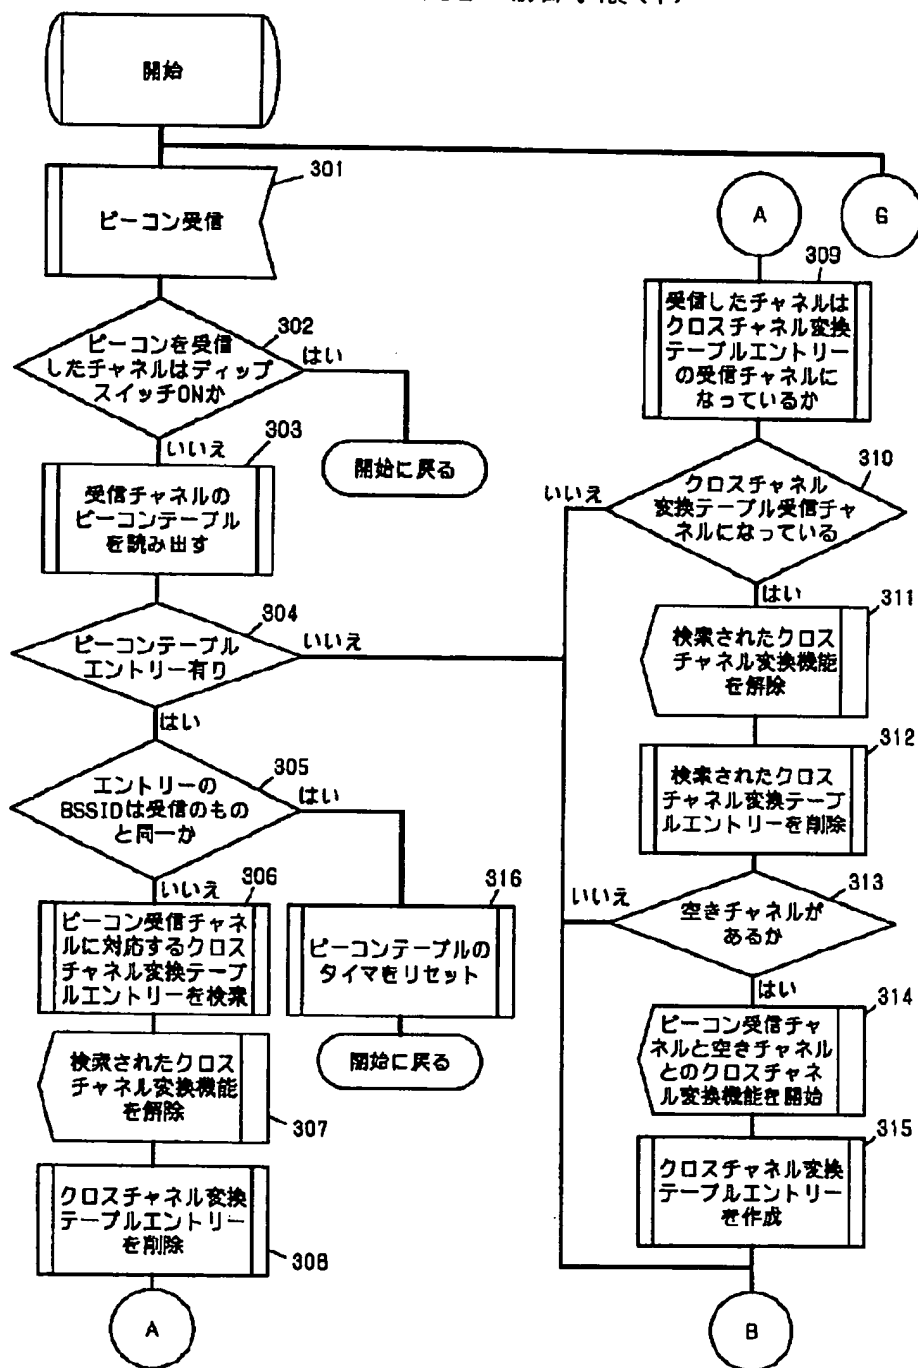 開始
301
ビーコン受信
302
ビーコンを受信
したチャネルはディップ
スイッチONか
はい
いいえ
開始に戻る
303
受信チャネルの
ビーコンテーブル
を読み出す
304
ビーコンテーブル
エントリー有り
いいえ
はい
305
エントリーの
BSSIDは受信のもの
と同一か
はい
いいえ
306
ビーコン受信チャネ
ルに対応するクロス
チャネル変換テーブ
ルエントリーを検索
316
ビーコンテーブルの
タイマをリセット
開始に戻る
検索されたクロス
チャネル変換機能
を解除
307
クロスチャネル変換
テーブルエントリー
を削除
308
A
A
G
309
受信したチャネルは
クロスチャネル変換
テーブルエントリー
の受信チャネルに
なっているか
310
いいえ
クロスチャネル
変換テーブル受信チャ
ネルになっている
はい
311
検索されたクロス
チャネル変換機能
を解除
312
検索されたクロス
チャネル変換テーブ
ルエントリーを削除
313
いいえ
空きチャネルが
あるか
はい
314
ビーコン受信チャ
ネルと空きチャネル
とのクロスチャネ
ル変換機能を開始
315
クロスチャネル変換
テーブルエントリー
を作成
B